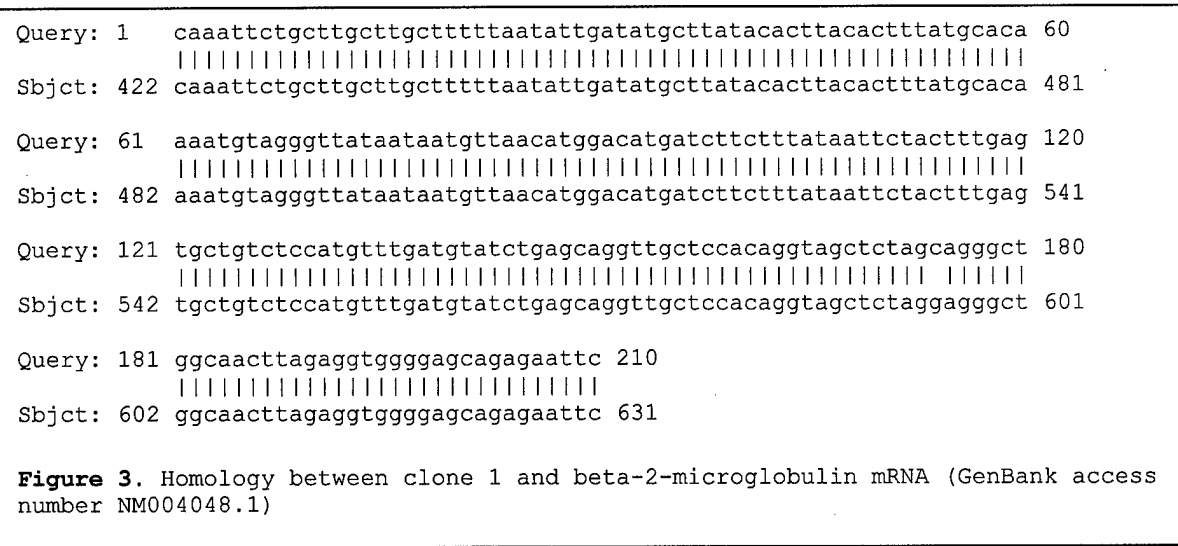 Query: 1 caaattctgcttgcttgctttttaatattgatatgcttatacacttacactttatgcaca 60
||||||||||||||||||||||||||||||||||||||||||||||||||||||||||||
Sbjct: 422 caaattctgcttgcttgctttttaatattgatatgcttatacacttacactttatgcaca 481
Query: 61 aaatgtagggttataataatgttaacatggacatgatcttctttataattctactttgag 120
||||||||||||||||||||||||||||||||||||||||||||||||||||||||||||
Sbjct: 482 aaatgtagggttataataatgttaacatggacatgatcttctttataattctactttgag 541
Query: 121 tgctgtctccatgtttgatgtatctgagcaggttgctccacaggtagctctagcagggct 180
||||||||||||||||||||||||||||||||||||||||||||||||||||| ||||||
Sbjct: 542 tgctgtctccatgtttgatgtatctgagcaggttgctccacaggtagctctaggagggct 601
Query: 181 ggcaacttagaggtggggagcagagaattc 210
||||||||||||||||||||||||||||||
Sbjct: 602 ggcaacttagaggtggggagcagagaattc 631
Figure 3. Homology between clone 1 and beta-2-microglobulin mRNA (GenBank access
number NM004048.1)